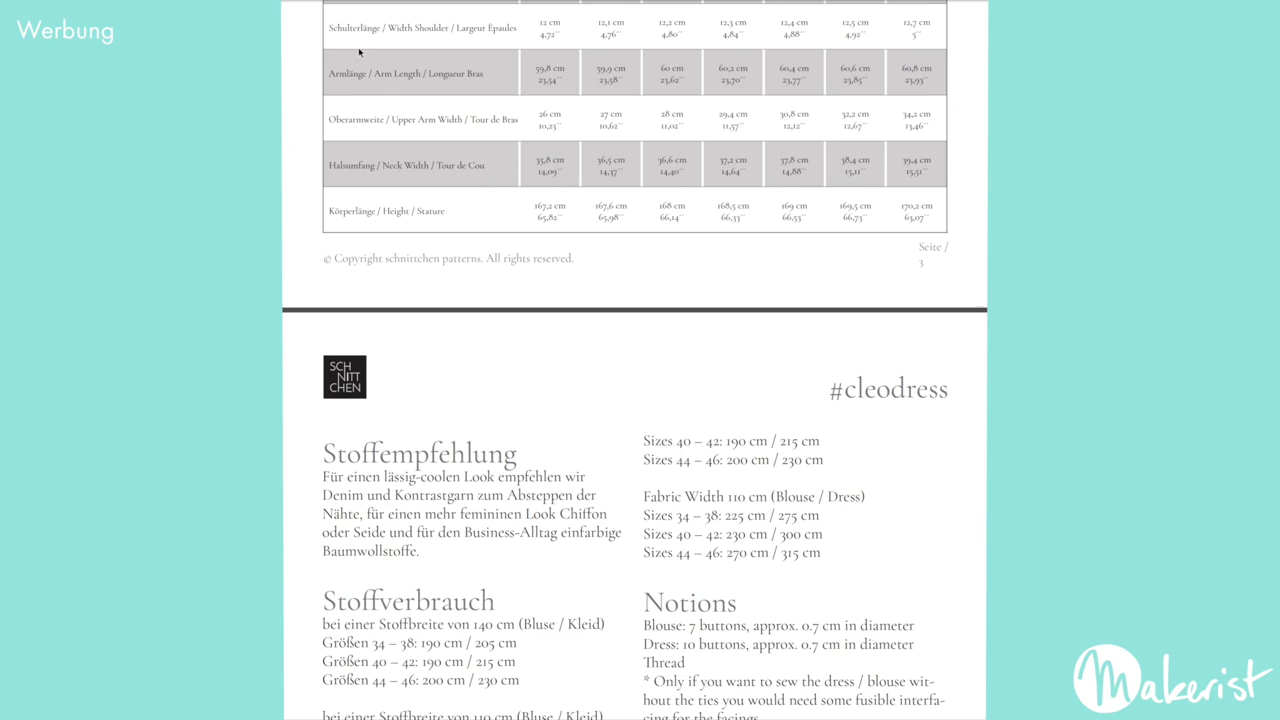 Werbung
Schulterlänge / Width Shoulder / Largeur Épaules 12 cm 12,1 cm 12,2 cm 12,3 cm 12,4 cm 12,5 cm 12,7 cm
4,72´´ 4,76´´ 4,80´´ 4,84´´ 4,88´´ 4,92´´ 5´´
Armlänge / Arm Length / Longueur Bras 59,8 cm 59,9 cm 60 cm 60,2 cm 60,4 cm 60,6 cm 60,8 cm
23,54´´ 23,58´´ 23,62´´ 23,70´´ 23,77´´ 23,85´´ 23,93´´
Oberarmweite / Upper Arm Width / Tour de Bras 26 cm 27 cm 28 cm 29,4 cm 30,8 cm 32,2 cm 34,2 cm
10,23´´ 10,62´´ 11,02´´ 11,57´´ 12,12´´ 12,67´´ 13,46´´
Halsumfang / Neck Width / Tour de Cou 35,8 cm 36,5 cm 36,6 cm 37,2 cm 37,8 cm 38,4 cm 39,4 cm
14,09´´ 14,37´´ 14,40´´ 14,64´´ 14,88´´ 15,11´´ 15,51´´
Körperlänge / Height / Stature 167,2 cm 167,6 cm 168 cm 168,5 cm 169 cm 169,5 cm 170,2 cm
65,82´´ 65,98´´ 66,14´´ 66,33´´ 66,53´´ 66,73´´ 63,07´´
© Copyright schnittchen patterns. All rights reserved.
Seite /
3
SCH
NITT
CHEN
#cleodress
Stoffempfehlung
Für einen lässig-coolen Look empfehlen wir
Denim und Kontrastgarn zum Absteppen der
Nähte, für einen mehr femininen Look Chiffon
oder Seide und für den Business-Alltag einfarbige
Baumwollstoffe.
Stoffverbrauch
bei einer Stoffbreite von 140 cm (Bluse / Kleid)
Größen 34 – 38: 190 cm / 205 cm
Größen 40 – 42: 190 cm / 215 cm
Größen 44 – 46: 200 cm / 230 cm
bei einer Stoffbreite von 110 cm (Bluse / Kleid)
Sizes 40 – 42: 190 cm / 215 cm
Sizes 44 – 46: 200 cm / 230 cm
Fabric Width 110 cm (Blouse / Dress)
Sizes 34 – 38: 225 cm / 275 cm
Sizes 40 – 42: 230 cm / 300 cm
Sizes 44 – 46: 270 cm / 315 cm
Notions
Blouse: 7 buttons, approx. 0.7 cm in diameter
Dress: 10 buttons, approx. 0.7 cm in diameter
Thread
* Only if you want to sew the dress / blouse wit-
hout the ties you would need some fusible interfa-
cing for the facings
Makerist